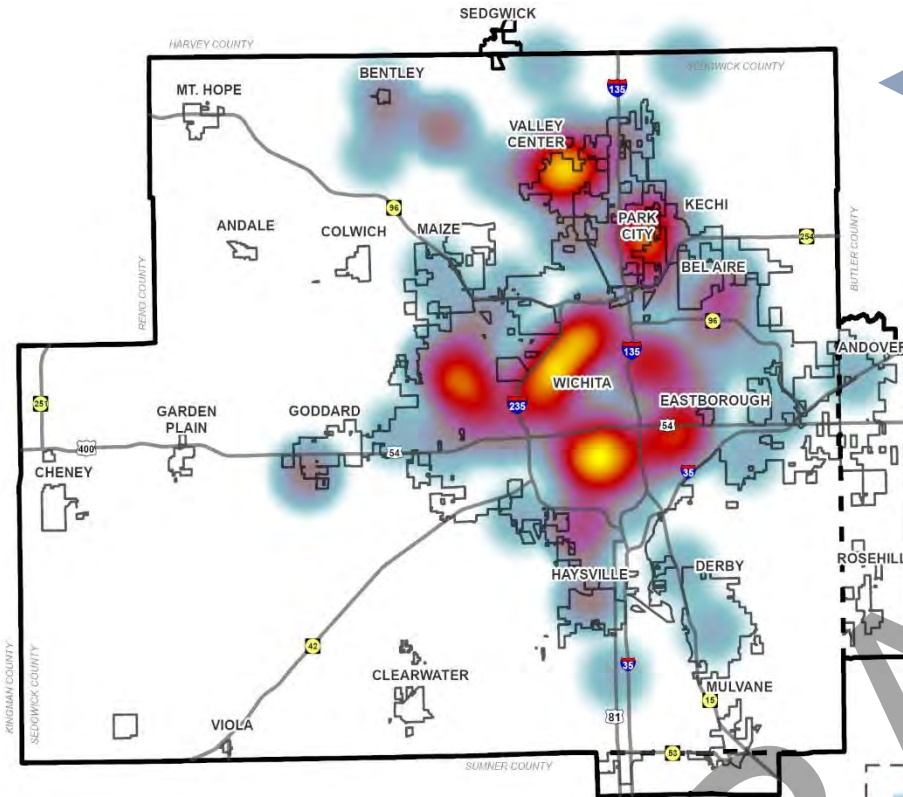 SEDGWICK
HARVEY COUNTY
SEDGWICK COUNTY
BENTLEY
MT. HOPE
135
VALLEY
CENTER
96
KECHI
PARK
CITY
ANDALE
COLWICH
MAIZE
254
BEL AIRE
RENO COUNTY
BUTLER COUNTY
96
135
ANDOVER
WICHITA
251
235
EASTBOROUGH
GARDEN
PLAIN
GODDARD
54
400
54
CHENEY
35
HAYSVILLE
DERBY
ROSEHILL
42
35
KINGMAN COUNTY
SEDGWICK COUNTY
CLEARWATER
MULVANE
15
81
VIOLA
53
SUMNER COUNTY